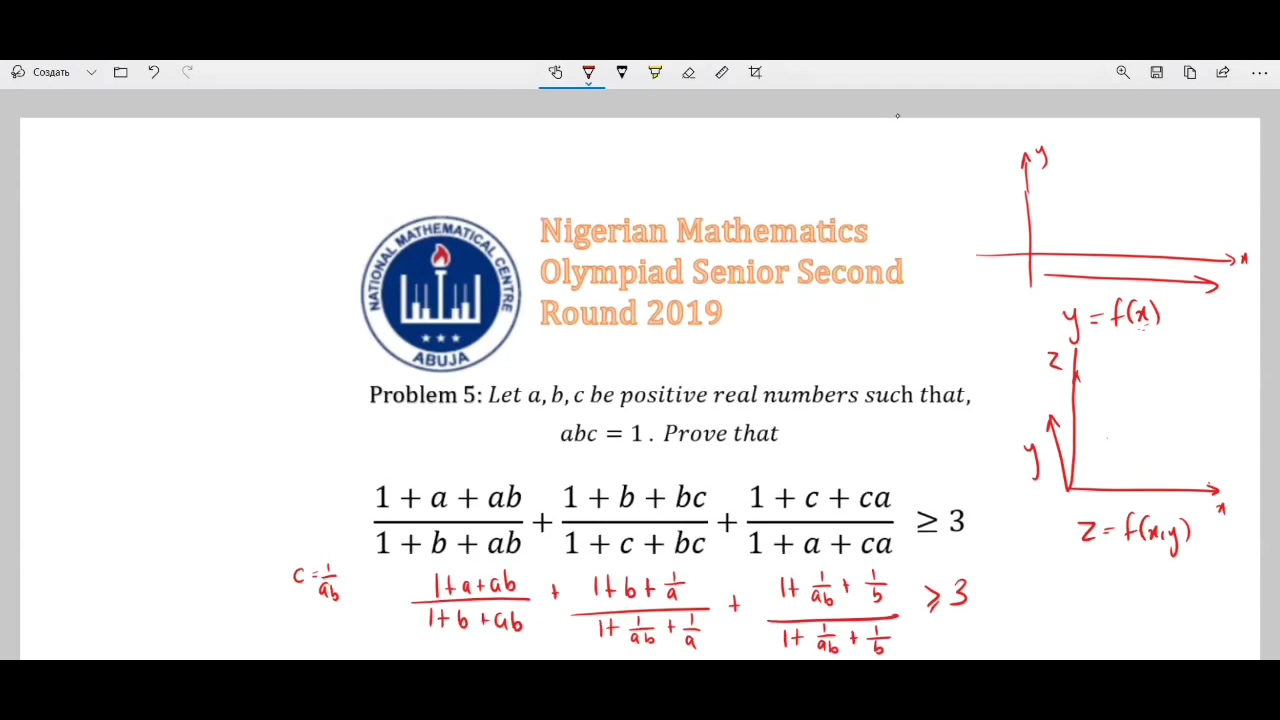 Создать
y
x
y = f(x)
z
y
x
z = f(x,y)
NATIONAL MATHEMATICAL CENTRE
ABUJA
Nigerian Mathematics
Olympiad Senior Second
Round 2019
Problem 5: Let a, b, c be positive real numbers such that,
abc = 1 . Prove that
(1 + a + ab)/(1 + b + ab) + (1 + b + bc)/(1 + c + bc) + (1 + c + ca)/(1 + a + ca) ≥ 3
c = 1/ab
(1+a+ab)/(1+b+ab) + (1+b+1/a)/(1+1/ab+1/a) + (1+1/ab+1/b)/(1+1/ab+1/b) ≥ 3